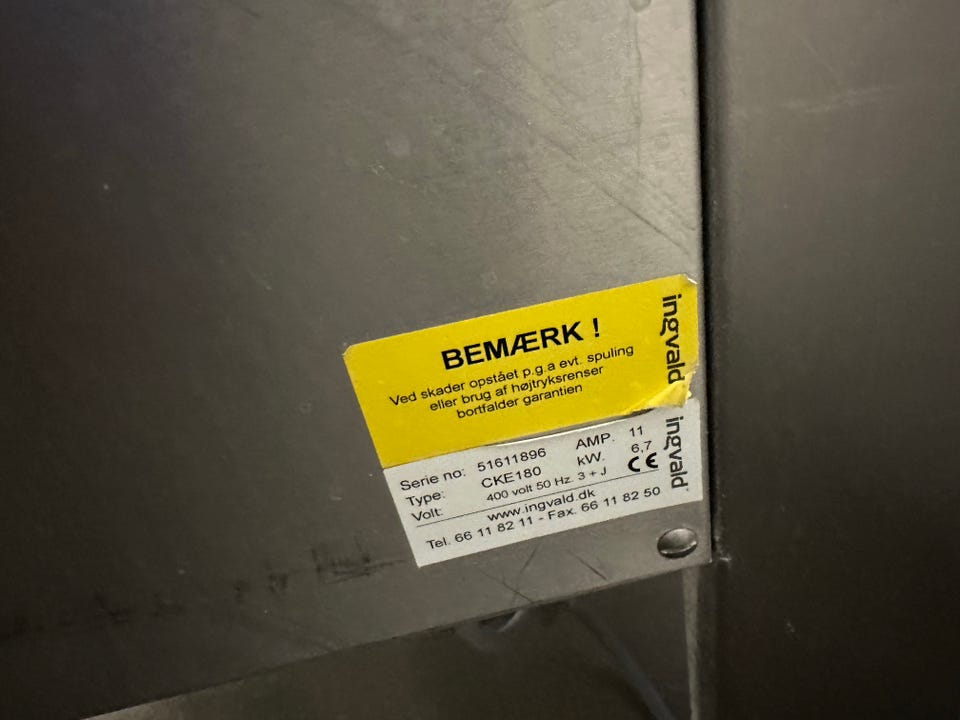 BEMÆRK !
Ved skader opstået p.g.a evt. spuling
eller brug af højtryksrenser
bortfalder garantien
ingvald
Serie no: 51611896 AMP. 11
Type: CKE180 kW. 6,7
Volt: 400 volt 50 Hz. 3 + J CE
www.ingvald.dk
Tel. 66 11 82 11 - Fax. 66 11 82 50
ingvald